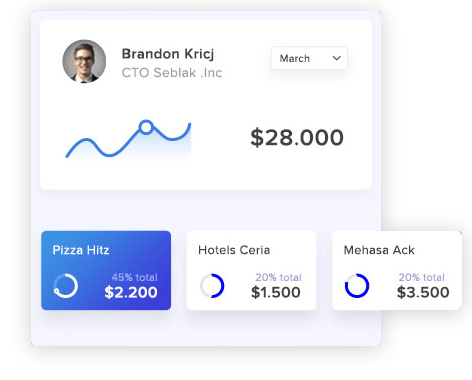 Brandon Kricj
CTO Seblak .Inc
March
$28.000
Pizza Hitz
45% total
$2.200
Hotels Ceria
20% total
$1.500
Mehasa Ack
20% total
$3.500